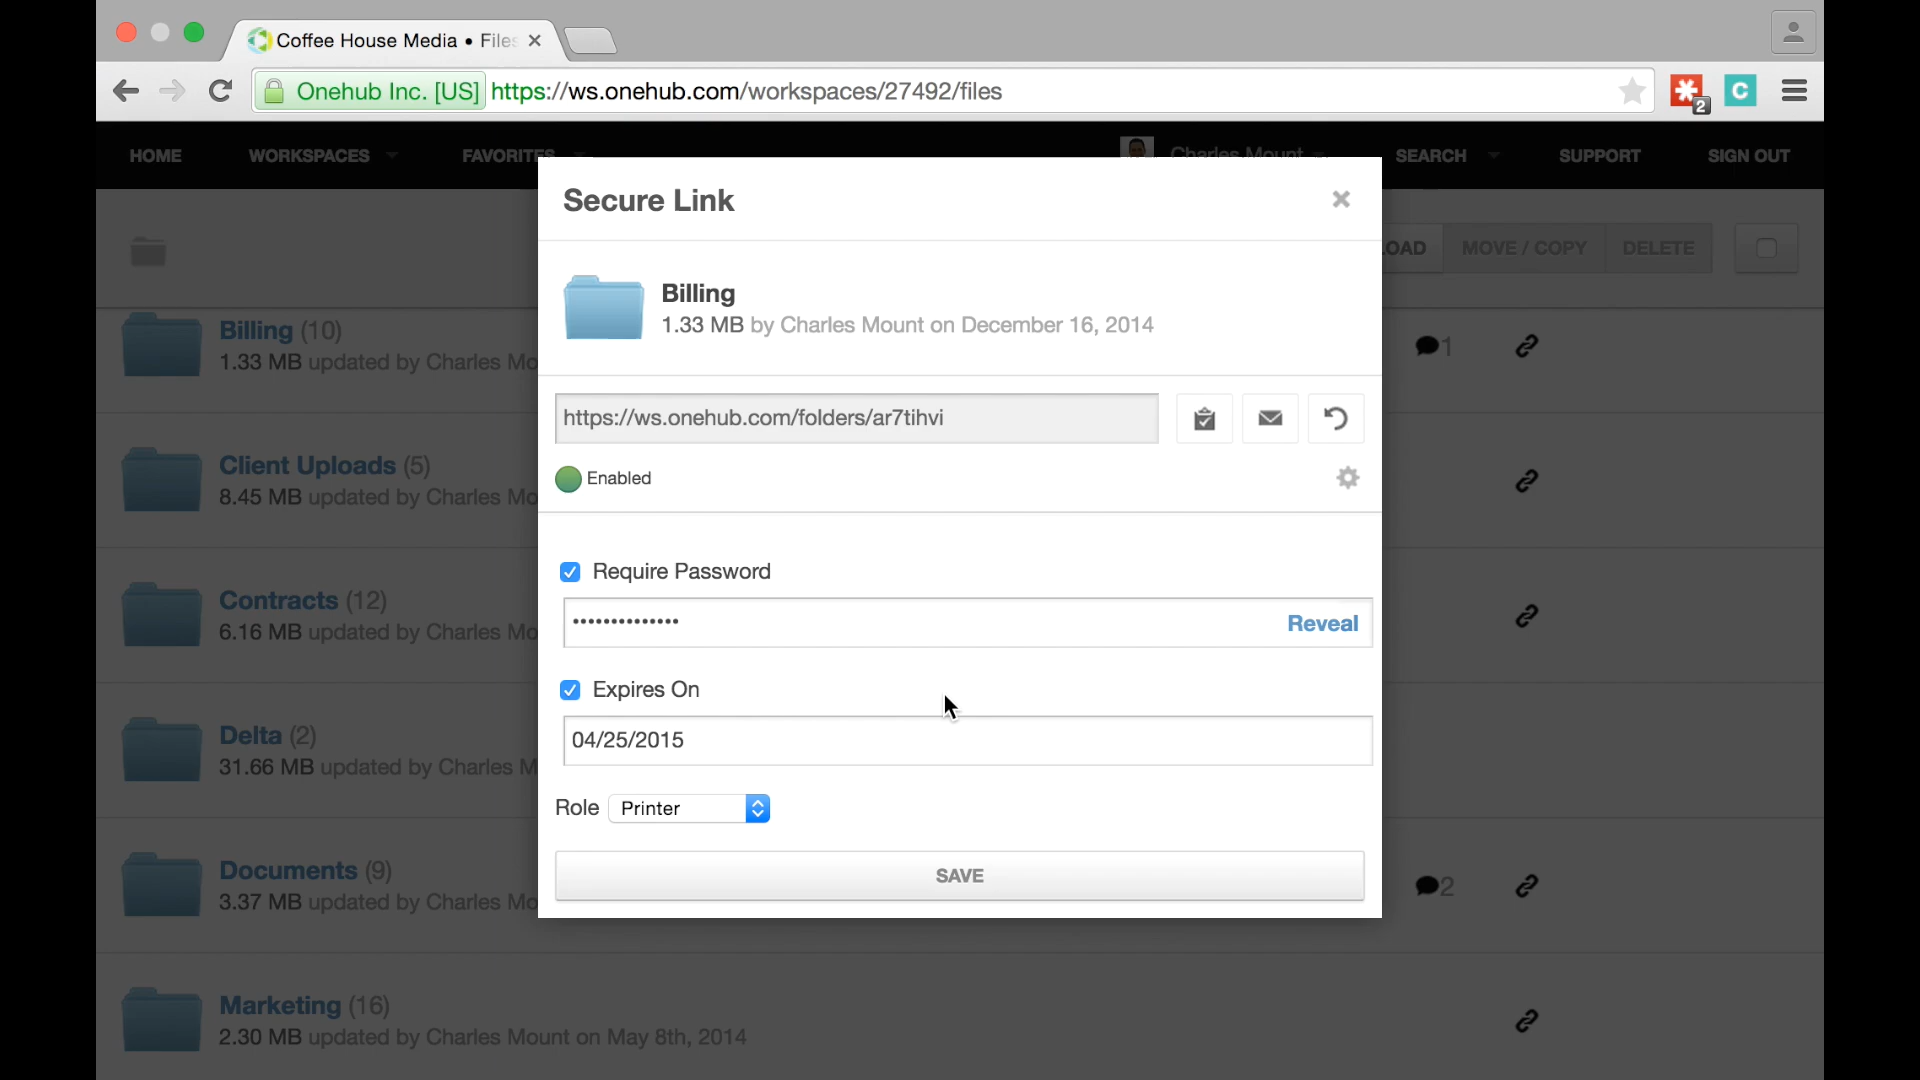 Coffee House Media • Files
Onehub Inc. [US] https://ws.onehub.com/workspaces/27492/files
2
C
HOME WORKSPACES FAVORITES Charles Mount SEARCH SUPPORT SIGN OUT
Secure Link
LOAD MOVE / COPY DELETE
Billing
1.33 MB by Charles Mount on December 16, 2014
Billing (10)
1.33 MB updated by Charles Mo
1
https://ws.onehub.com/folders/ar7tihvi
Enabled
Client Uploads (5)
8.45 MB updated by Charles Mo
Require Password
••••••••••••••
Reveal
Contracts (12)
6.16 MB updated by Charles Mo
Expires On
04/25/2015
Delta (2)
31.66 MB updated by Charles M
Role Printer
SAVE
Documents (9)
3.37 MB updated by Charles Mo
2
Marketing (16)
2.30 MB updated by Charles Mount on May 8th, 2014